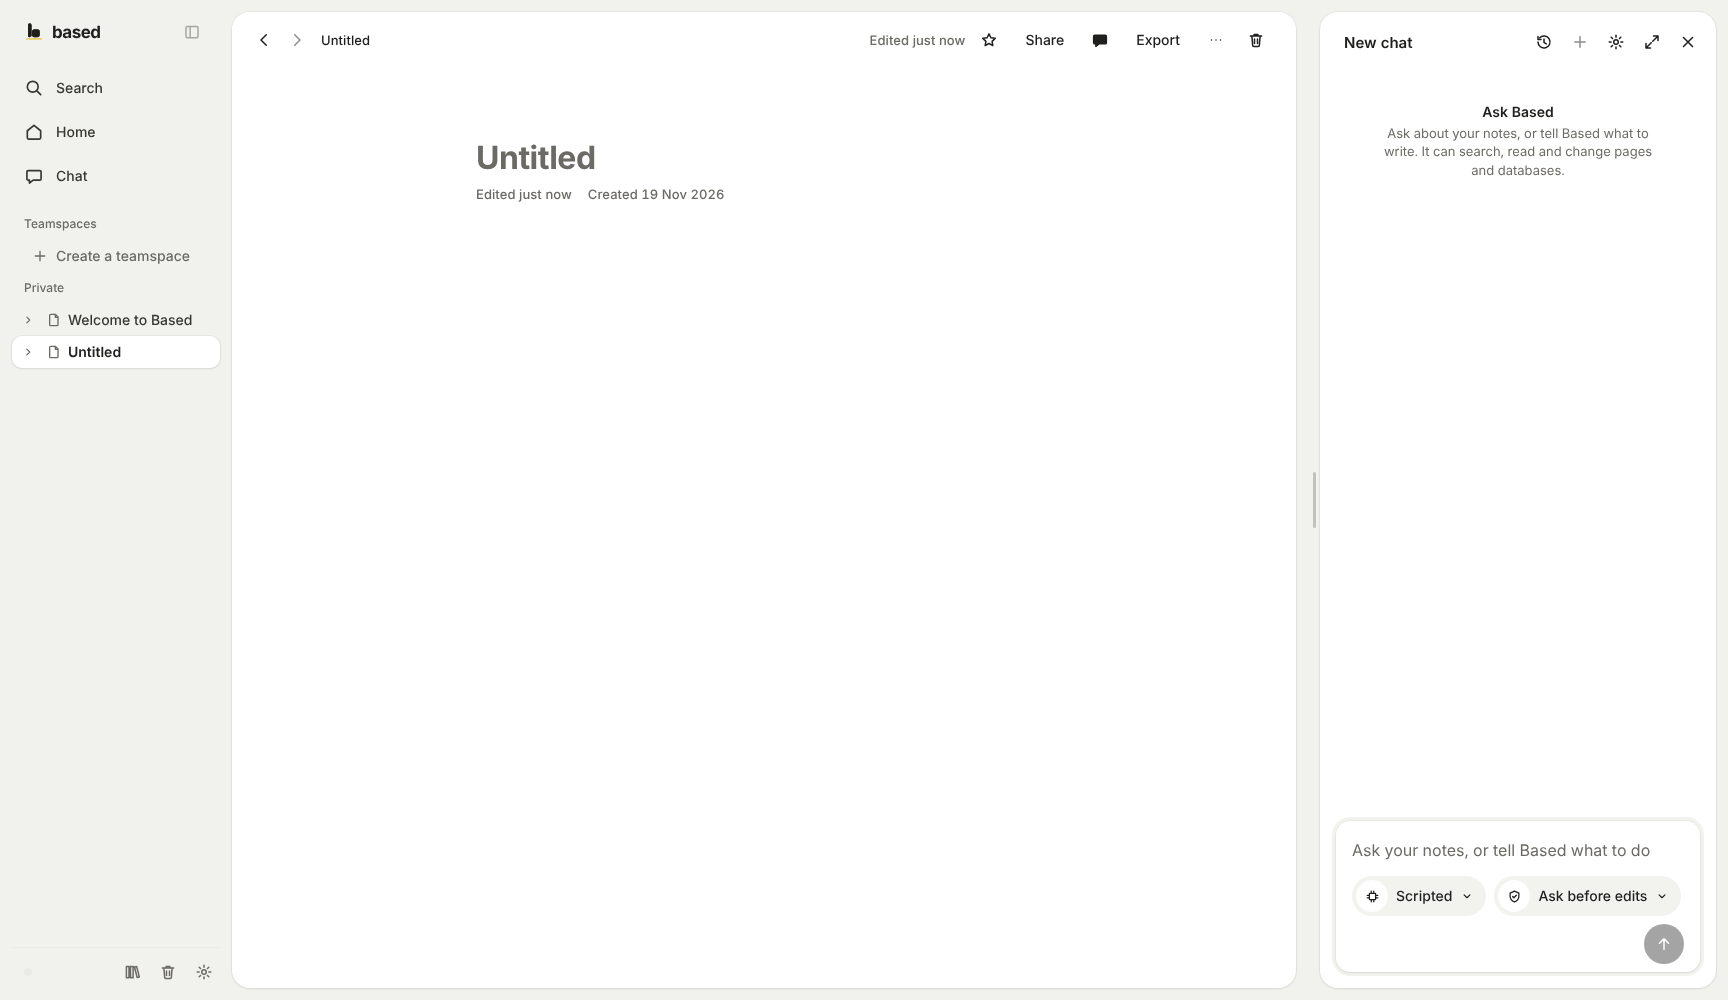 based
Search
Home
Chat
Teamspaces
Create a teamspace
Private
Welcome to Based
Untitled
Untitled
Edited just now
Share
Export
Untitled
Edited just now Created 19 Nov 2026
New chat
Ask Based
Ask about your notes, or tell Based what to
write. It can search, read and change pages
and databases.
Ask your notes, or tell Based what to do
Scripted
Ask before edits